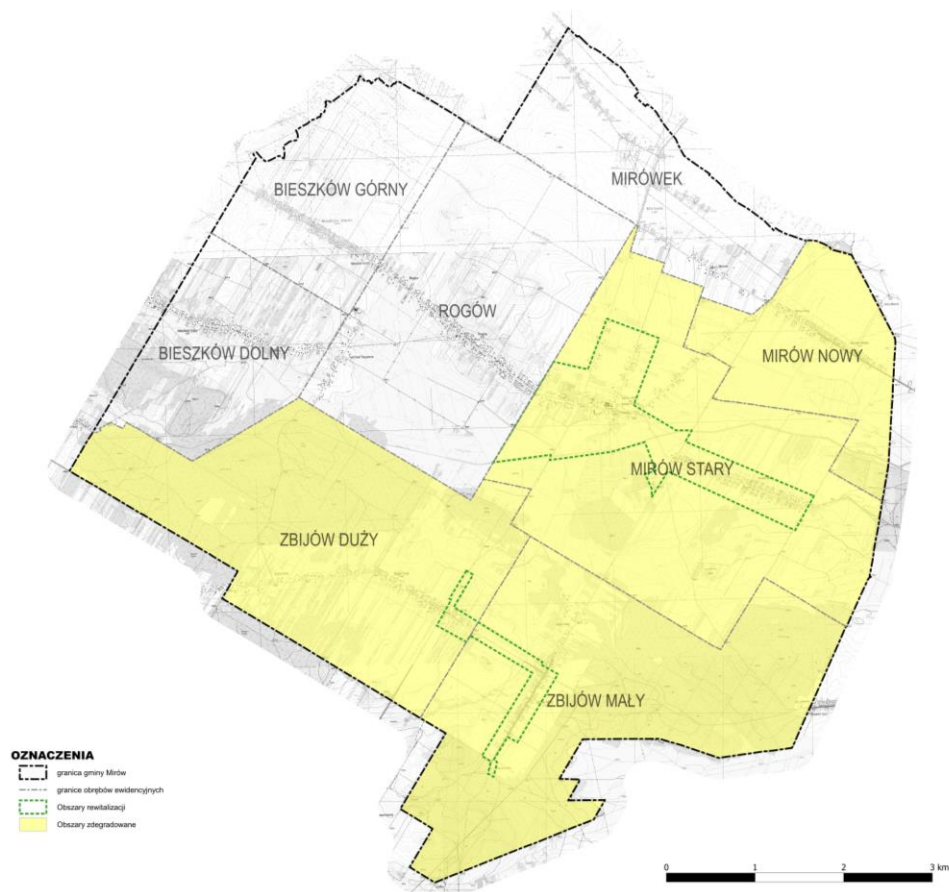 MIRÓWEK
BIESZKÓW GÓRNY
ROGÓW
BIESZKÓW DOLNY
MIRÓW NOWY
MIRÓW STARY
ZBIJÓW DUŻY
ZBIJÓW MAŁY
OZNACZENIA
granica gminy Mirów
granice obrębów ewidencyjnych
Obszary rewitalizacji
Obszary zdegradowane
0 1 2 3 km